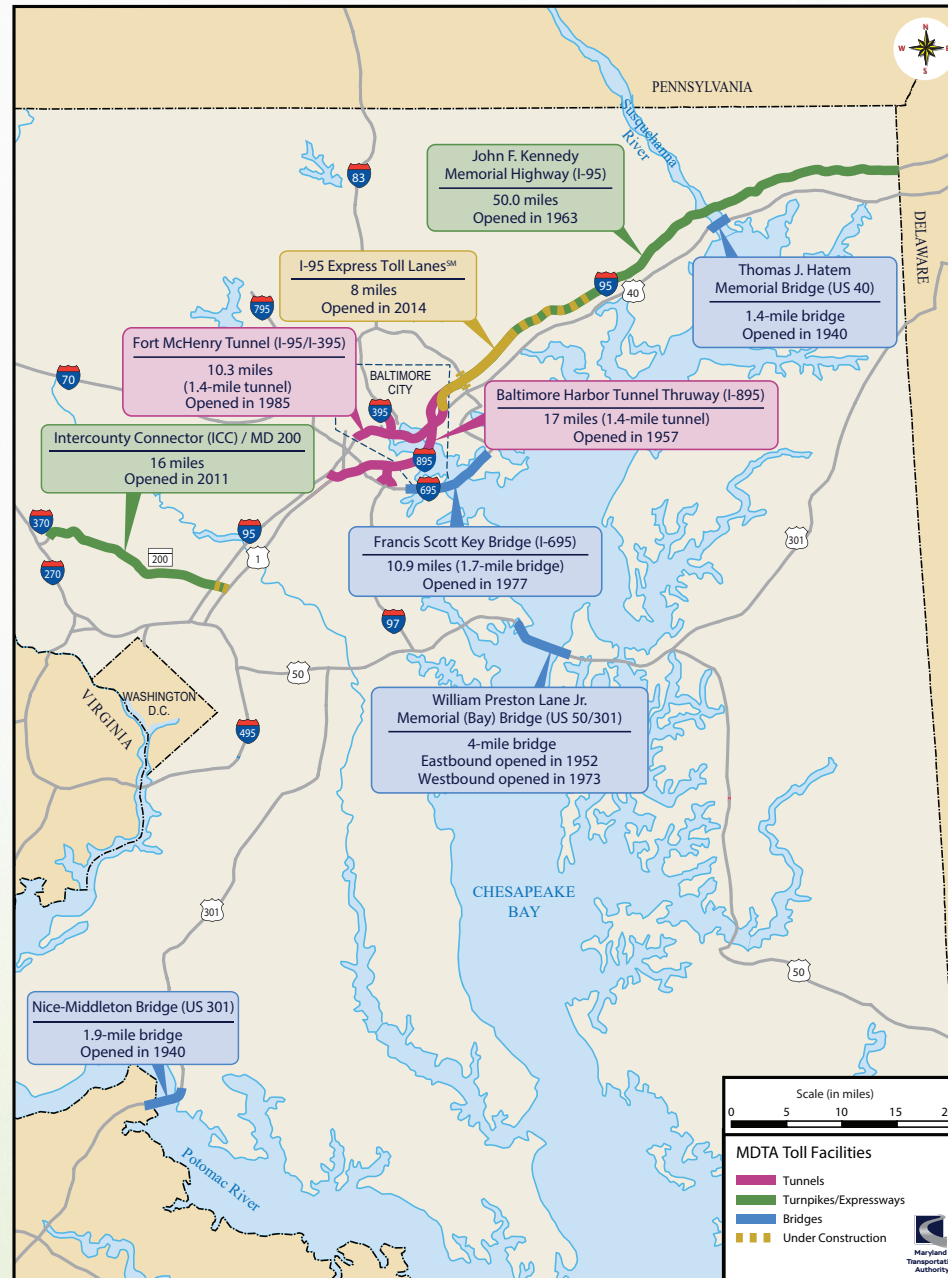 N
W
E
S
PENNSYLVANIA
Susquehanna
River
83
John F. Kennedy
Memorial Highway (I-95)
50.0 miles
Opened in 1963
DELAWARE
I-95 Express Toll Lanes℠
8 miles
Opened in 2014
95
40
Thomas J. Hatem
Memorial Bridge (US 40)
1.4-mile bridge
Opened in 1940
795
Fort McHenry Tunnel (I-95/I-395)
10.3 miles
(1.4-mile tunnel)
Opened in 1985
70
BALTIMORE
CITY
395
Baltimore Harbor Tunnel Thruway (I-895)
17 miles (1.4-mile tunnel)
Opened in 1957
Intercounty Connector (ICC) / MD 200
16 miles
Opened in 2011
895
695
370
95
1
200
270
Francis Scott Key Bridge (I-695)
10.9 miles (1.7-mile bridge)
Opened in 1977
301
97
50
WASHINGTON
D.C.
VIRGINIA
495
William Preston Lane Jr.
Memorial (Bay) Bridge (US 50/301)
4-mile bridge
Eastbound opened in 1952
Westbound opened in 1973
CHESAPEAKE
BAY
301
50
Nice-Middleton Bridge (US 301)
1.9-mile bridge
Opened in 1940
Potomac River
Scale (in miles)
0 5 10 15 2
MDTA Toll Facilities
Tunnels
Turnpikes/Expressways
Bridges
Under Construction
Maryland
Transportat
Authority